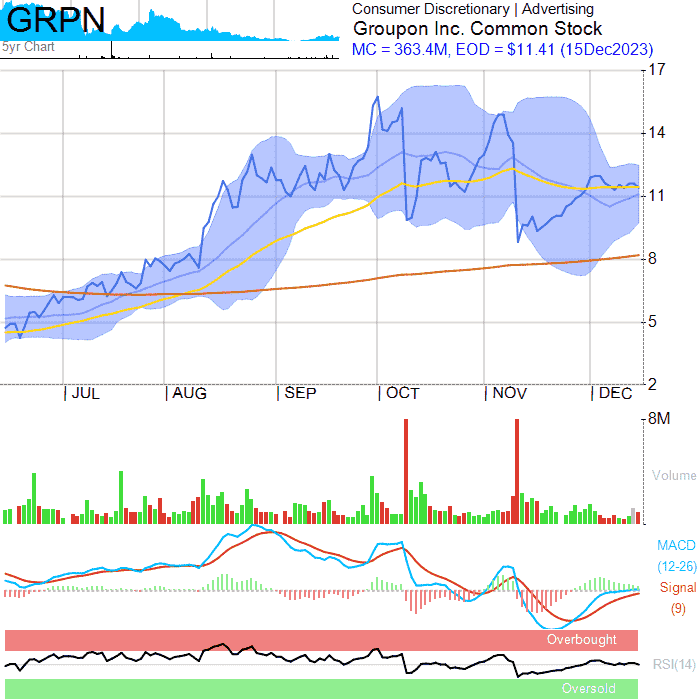 GRPN
5yr Chart
Consumer Discretionary | Advertising
Groupon Inc. Common Stock
MC = 363.4M, EOD = $11.41 (15Dec2023)
17
14
11
8
5
2
| JUL | AUG | SEP | OCT | NOV | DEC
8M
Volume
MACD
(12-26)
Signal
(9)
Overbought
RSI(14)
Oversold